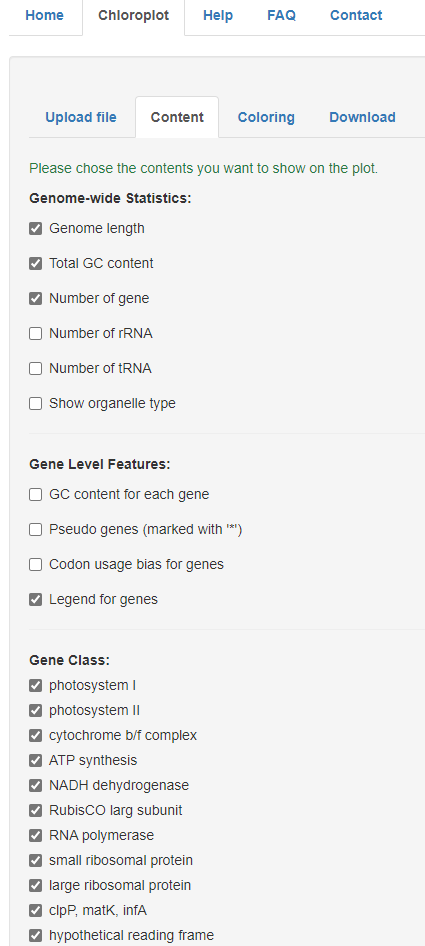 Home Chloroplot Help FAQ Contact
Upload file Content Coloring Download
Please chose the contents you want to show on the plot.
Genome-wide Statistics:
Genome length
Total GC content
Number of gene
Number of rRNA
Number of tRNA
Show organelle type
Gene Level Features:
GC content for each gene
Pseudo genes (marked with '*')
Codon usage bias for genes
Legend for genes
Gene Class:
photosystem I
photosystem II
cytochrome b/f complex
ATP synthesis
NADH dehydrogenase
RubisCO larg subunit
RNA polymerase
small ribosomal protein
large ribosomal protein
clpP, matK, infA
hypothetical reading frame